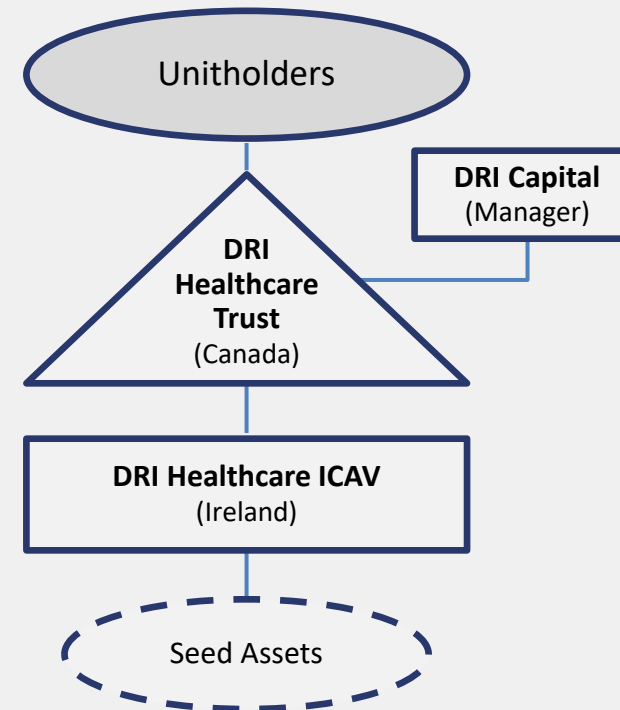 Unitholders
DRI Capital
(Manager)
DRI
Healthcare
Trust
(Canada)
DRI Healthcare ICAV
(Ireland)
Seed Assets